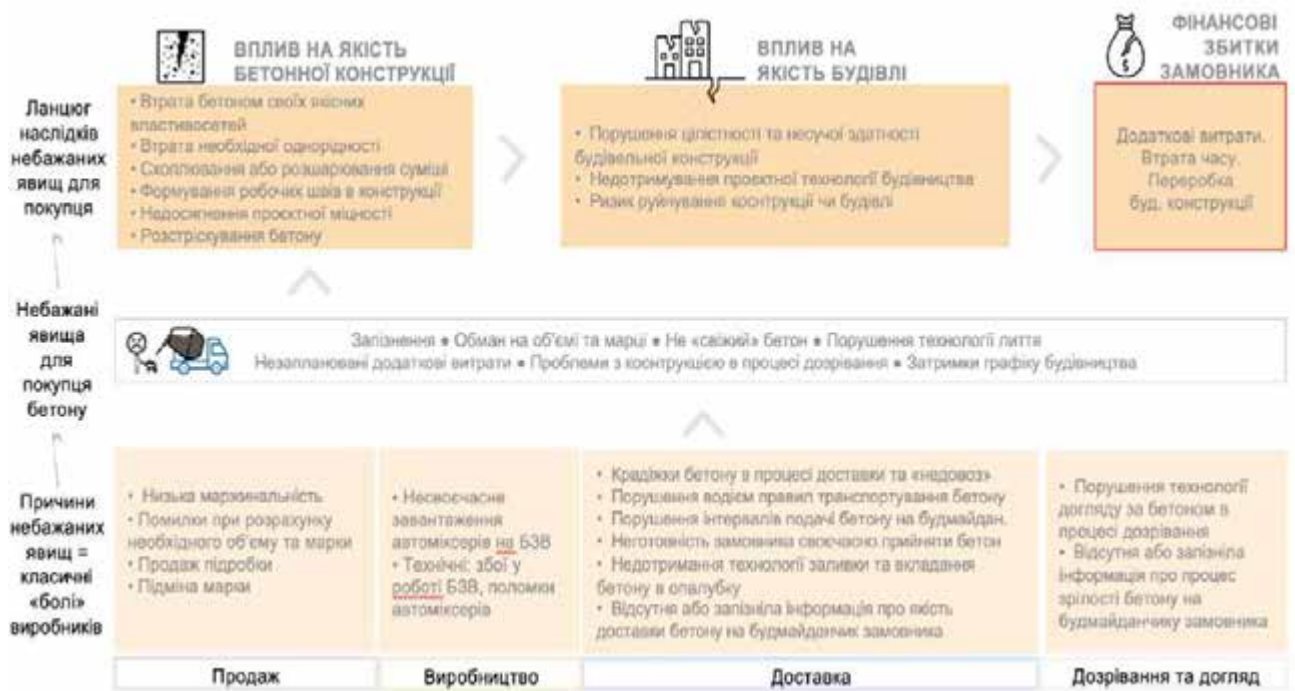 ВПЛИВ НА ЯКІСТЬ
БЕТОННОЇ КОНСТРУКЦІЇ
ВПЛИВ НА
ЯКІСТЬ БУДІВЛІ
ФІНАНСОВІ
ЗБИТКИ
ЗАМОВНИКА
Ланцюг
наслідків
небажаних
явищ для
покупця
• Втрата бетоном своїх якісних
властивосетей
• Втрата необхідної однорідності
• Схоплювання або розшарювання суміші
• Формування робочих швів в конструкції
• Недосягнення проєктної міцності
• Розстріскування бетону
• Порушення цілістності та несучої здатності
будівельної конструкції
• Недотримування проєктної технології будівництва
• Ризик руйнування коснтрукції чи будівлі
Додаткові витрати.
Втрата часу.
Переробка
буд. конструкції
Небажані
явища
для
покупця
бетону
Запізнення ● Обман на об'ємі та марці ● Не «свіжий» бетон ● Порушення технології лиття
Незаплановані додаткові витрати ● Проблеми з коснтрукцією в процесі дозрівання ● Затримки графіку будівництва
Причини
небажаних
явищ =
класичні
«болі»
виробників
• Низька маржинальність
• Помилки при розрахунку
необхідного об'єму та марки
• Продаж підробки
• Підміна марки
• Несвоєчасне
завантаження
автоміксерів на БЗВ
• Технічні: збої у
роботі БЗВ, поломки
автоміксерів
• Крадіжки бетону в процесі доставки та «недовоз»
• Порушення водієм правил транспортування бетону
• Порушення інтервалів подачі бетону на будмайдан.
• Неготовність замовника своєчасно прийняти бетон
• Недотримання технології заливки та вкладання
бетону в опалубку
• Відсутня або запізніла інформація про якість
доставки бетону на будмайданчик замовника
• Порушення технології
догляду за бетоном в
процесі дозрівання
• Відсутня або запізніла
інформація про процес
зрілості бетону на
будмайданчику замовника
Продаж
Виробництво
Доставка
Дозрівання та догляд